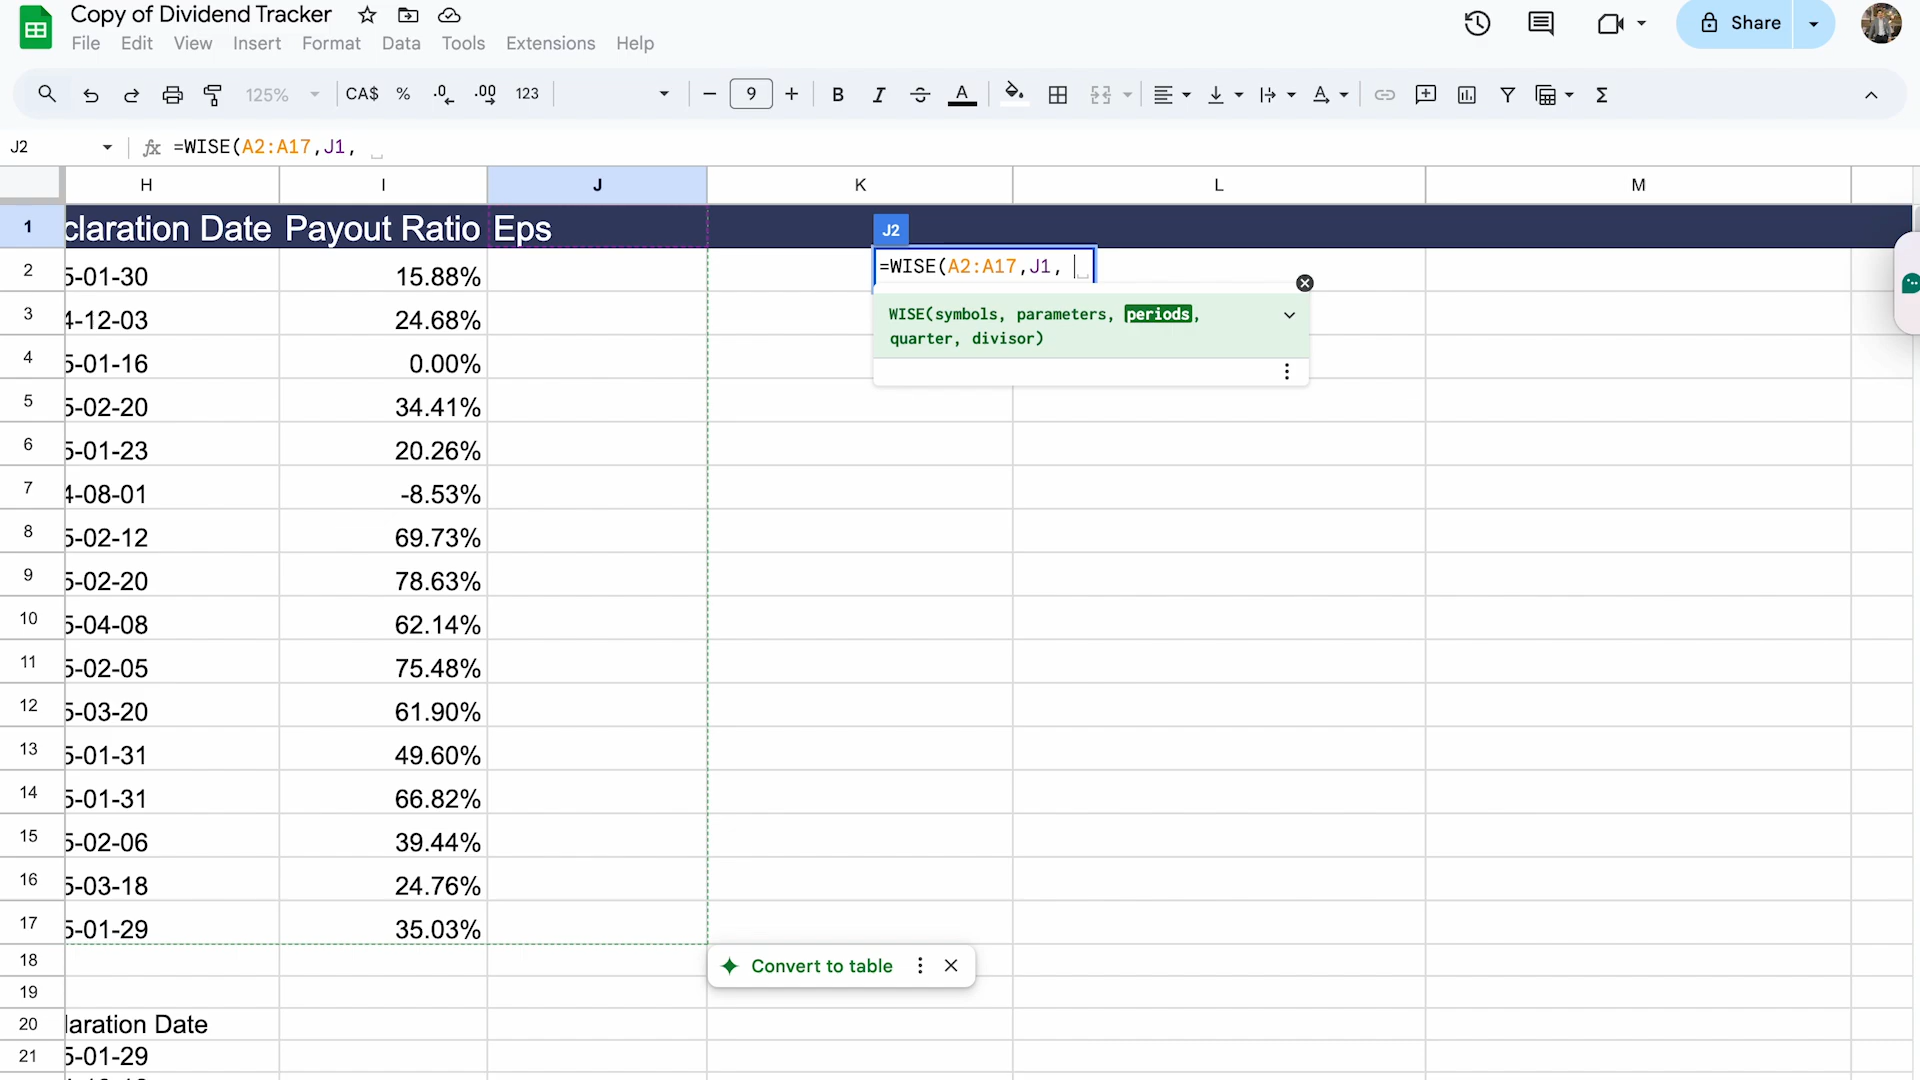 Copy of Dividend Tracker
File Edit View Insert Format Data Tools Extensions Help
Share
125% CA$ % .0 .00 123 9 B I A A Σ
J2 fx =WISE(A2:A17,J1,
H I J K L M
1 claration Date Payout Ratio Eps
J2
=WISE(A2:A17,J1,
WISE(symbols, parameters, periods,
quarter, divisor)
2 5-01-30 15.88%
3 4-12-03 24.68%
4 5-01-16 0.00%
5 5-02-20 34.41%
6 5-01-23 20.26%
7 4-08-01 -8.53%
8 5-02-12 69.73%
9 5-02-20 78.63%
10 5-04-08 62.14%
11 5-02-05 75.48%
12 5-03-20 61.90%
13 5-01-31 49.60%
14 5-01-31 66.82%
15 5-02-06 39.44%
16 5-03-18 24.76%
17 5-01-29 35.03%
18
Convert to table
19
20 laration Date
21 5-01-29